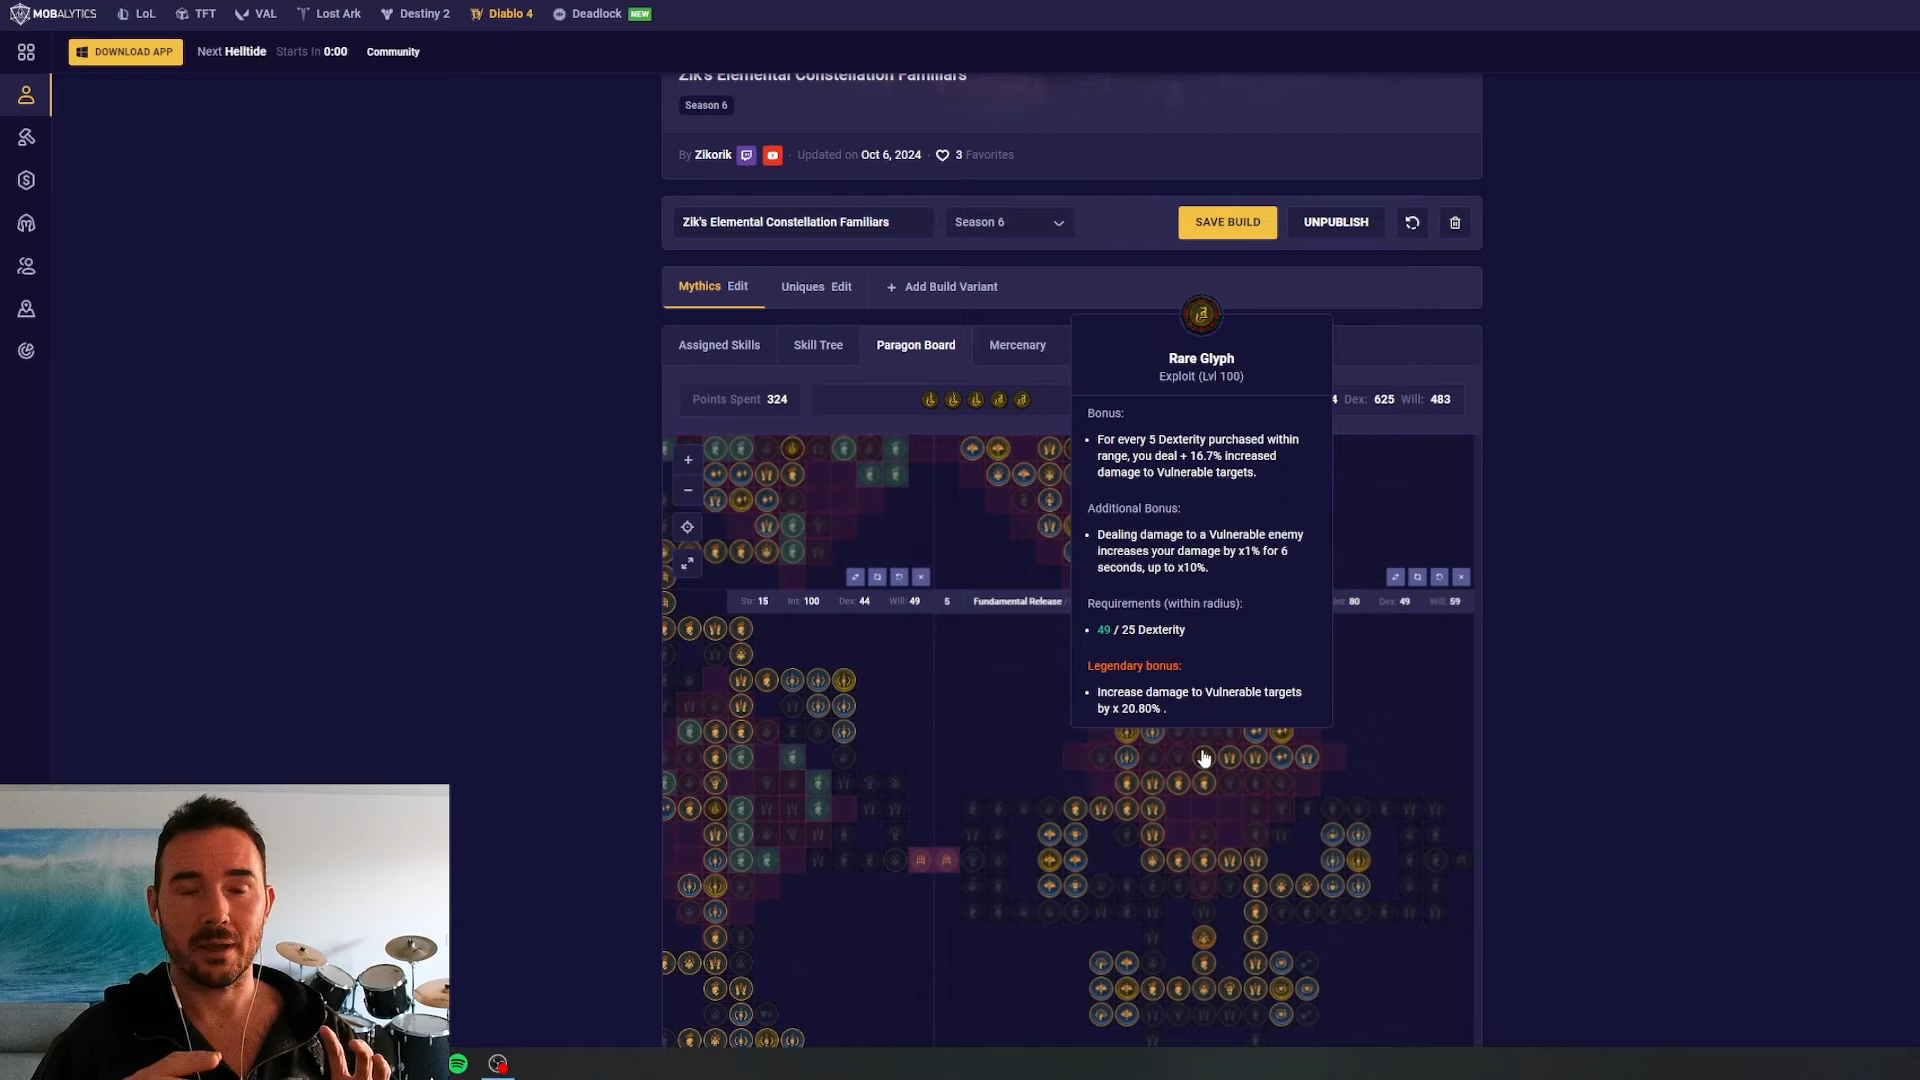 MOBALYTICS LoL TFT VAL Lost Ark Destiny 2 Diablo 4 Deadlock NEW
DOWNLOAD APP Next Helltide Starts In 0:00 Community
Zik's Elemental Constellation Familiars
Season 6
By Zikorik · Updated on Oct 6, 2024 · 3 Favorites
Zik's Elemental Constellation Familiars Season 6 SAVE BUILD UNPUBLISH
Mythics Edit Uniques Edit + Add Build Variant
Assigned Skills Skill Tree Paragon Board Mercenary
Points Spent 324
4 Dex: 625 Will: 483
Rare Glyph
Exploit (Lvl 100)
Bonus:
• For every 5 Dexterity purchased within
range, you deal + 16.7% increased
damage to Vulnerable targets.
Additional Bonus:
• Dealing damage to a Vulnerable enemy
increases your damage by x1% for 6
seconds, up to x10%.
Requirements (within radius):
• 49 / 25 Dexterity
Legendary bonus:
• Increase damage to Vulnerable targets
by x 20.80% .
Str: 15 Int: 100 Dex: 44 Will: 49 5 Fundamental Release
Int: 80 Dex: 49 Will: 59